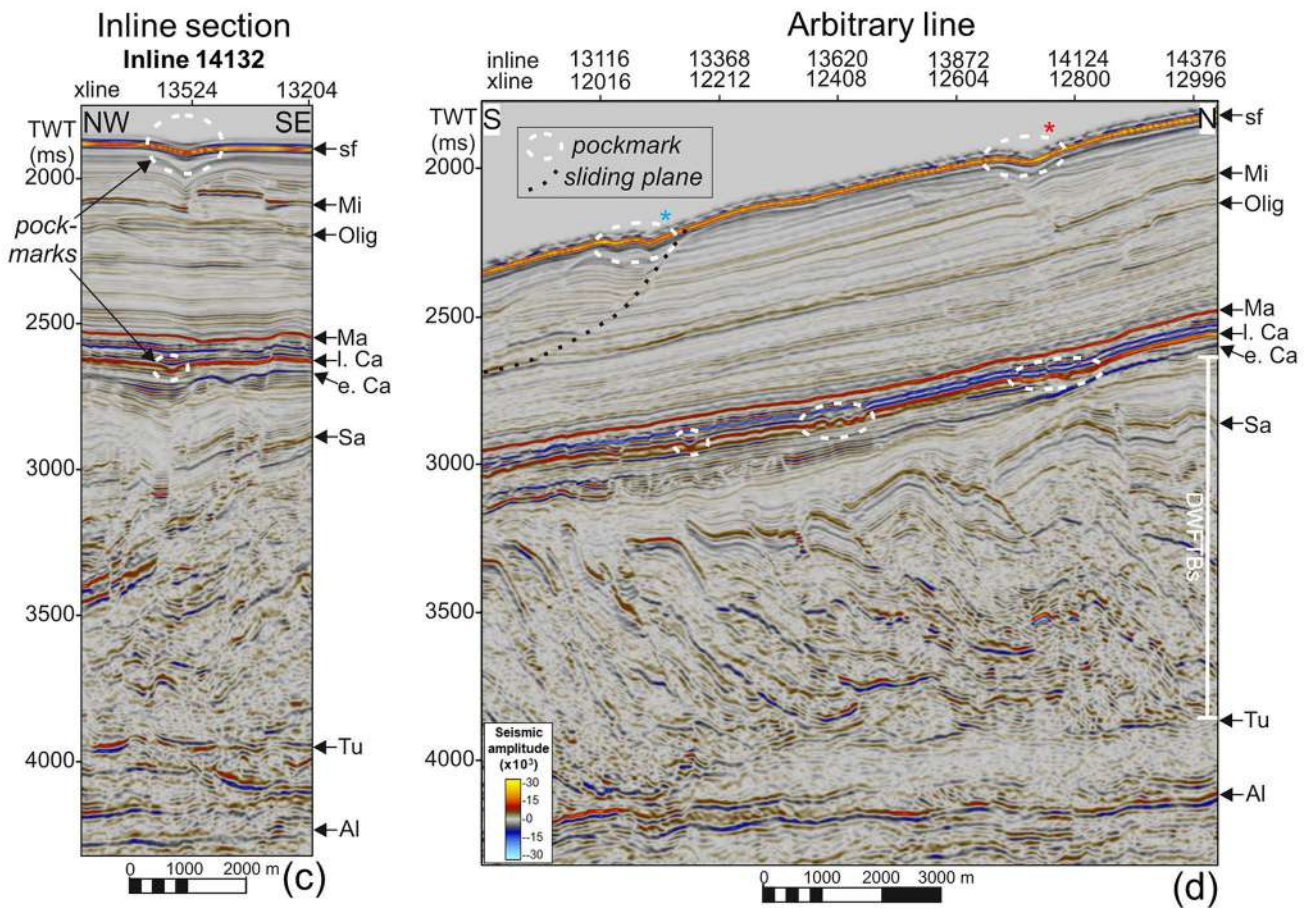 Inline section
Inline 14132
xline 13524 13204
TWT
(ms)
NW SE
2000
2500
3000
3500
4000
pock-
marks
sf
Mi
Olig
Ma
l. Ca
e. Ca
Sa
Tu
Al
0 1000 2000 m
(c)
Arbitrary line
inline 13116 13368 13620 13872 14124 14376
xline 12016 12212 12408 12604 12800 12996
TWT
(ms)
S N
pockmark
sliding plane
*
*
2000
2500
3000
3500
4000
sf
Mi
Olig
Ma
l. Ca
e. Ca
Sa
DWFTBs
Tu
Al
Seismic
amplitude
(x10³)
-30
-15
-0
--15
--30
0 1000 2000 3000 m
(d)